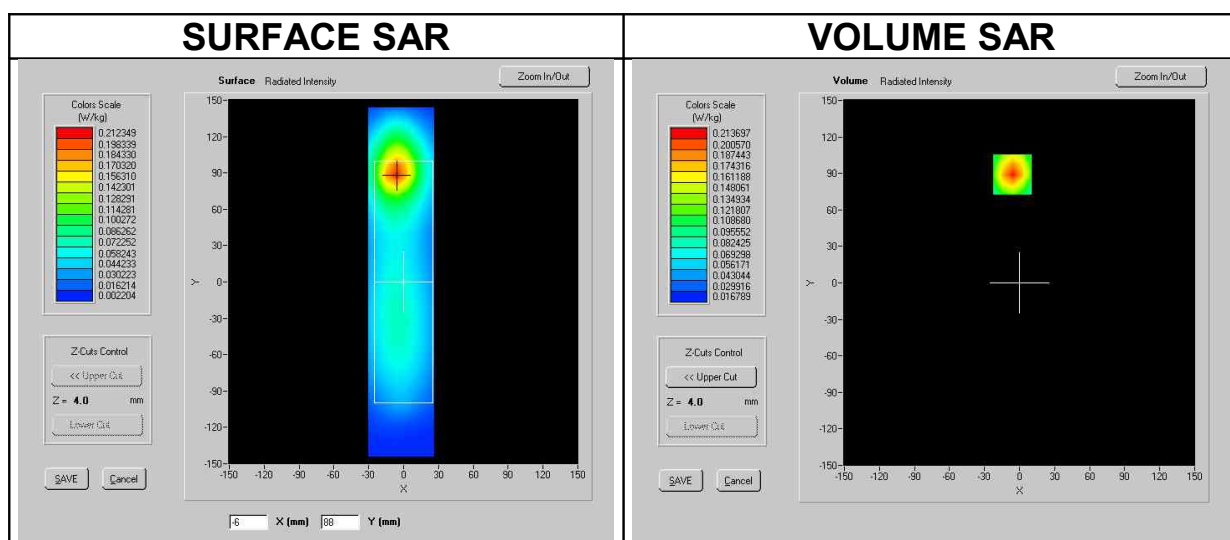 SURFACE SAR
VOLUME SAR
Surface Radiated Intensity
Zoom In/Out
Colors Scale
(W/kg)
0.212349
0.198339
0.184330
0.170320
0.156310
0.142301
0.128291
0.114281
0.100272
0.086262
0.072252
0.058243
0.044233
0.030223
0.016214
0.002204
Z-Cuts Control
<< Upper Cut
Z = 4.0 mm
Lower Cut
SAVE
Cancel
150
120
90
60
30
0
-30
-60
-90
-120
-150
Y
-150 -120 -90 -60 -30 0 30 60 90 120 150
X
-6 X (mm) 88 Y (mm)
Volume Radiated Intensity
Zoom In/Out
Colors Scale
(W/kg)
0.213697
0.200570
0.187443
0.174316
0.161188
0.148061
0.134934
0.121807
0.108680
0.095552
0.082425
0.069298
0.056171
0.043044
0.029916
0.016789
Z-Cuts Control
<< Upper Cut
Z = 4.0 mm
Lower Cut
SAVE
Cancel
150
120
90
60
30
0
-30
-60
-90
-120
-150
Y
-150 -120 -90 -60 -30 0 30 60 90 120 150
X